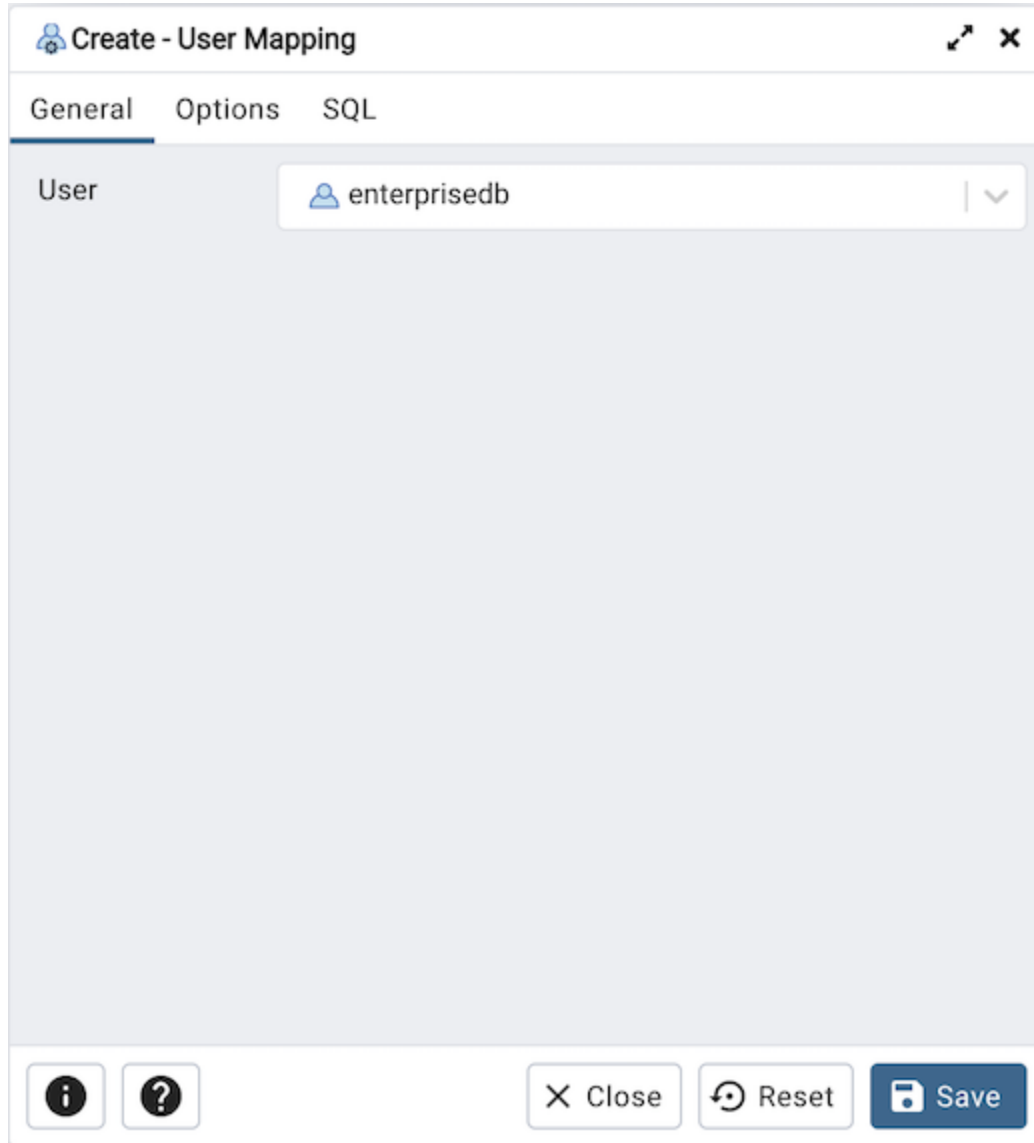 Create - User Mapping
General Options SQL
User enterprisedb
Close Reset Save